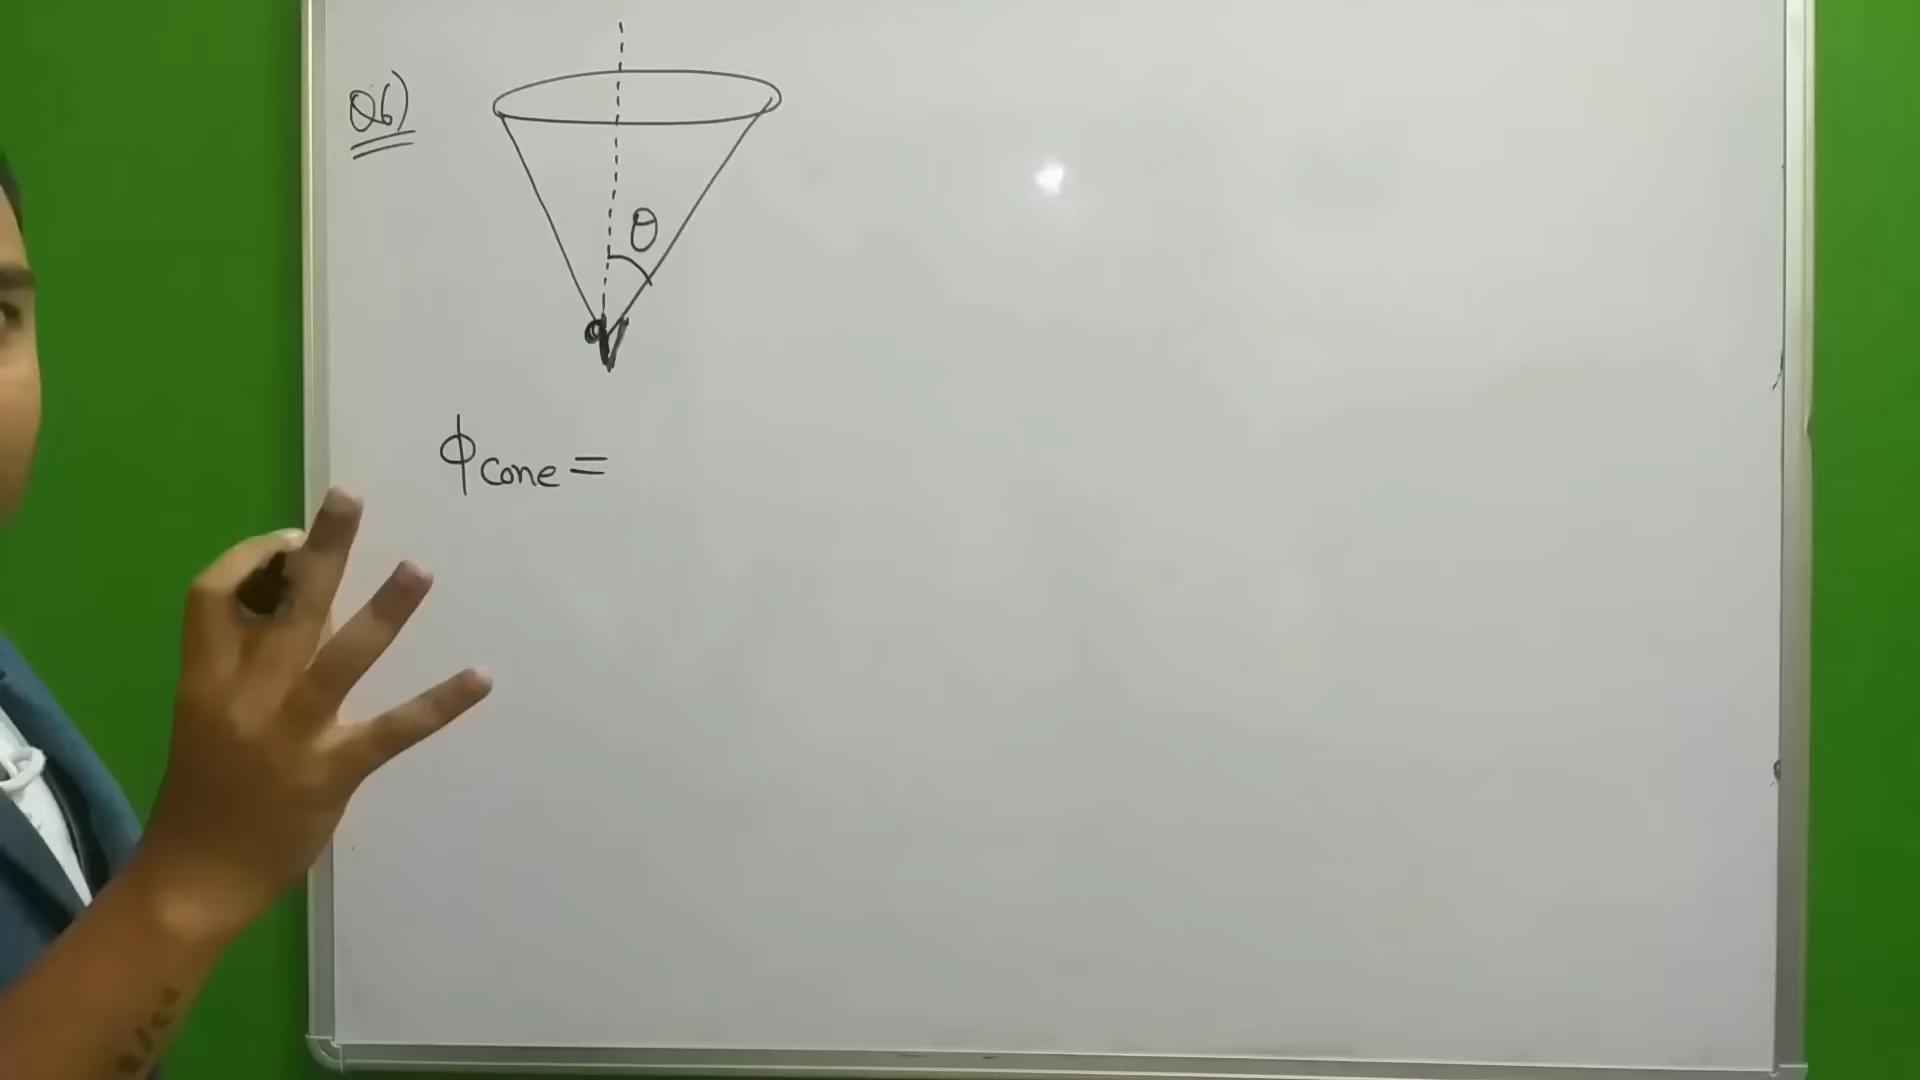 Q6)
θ
q
ϕcone =